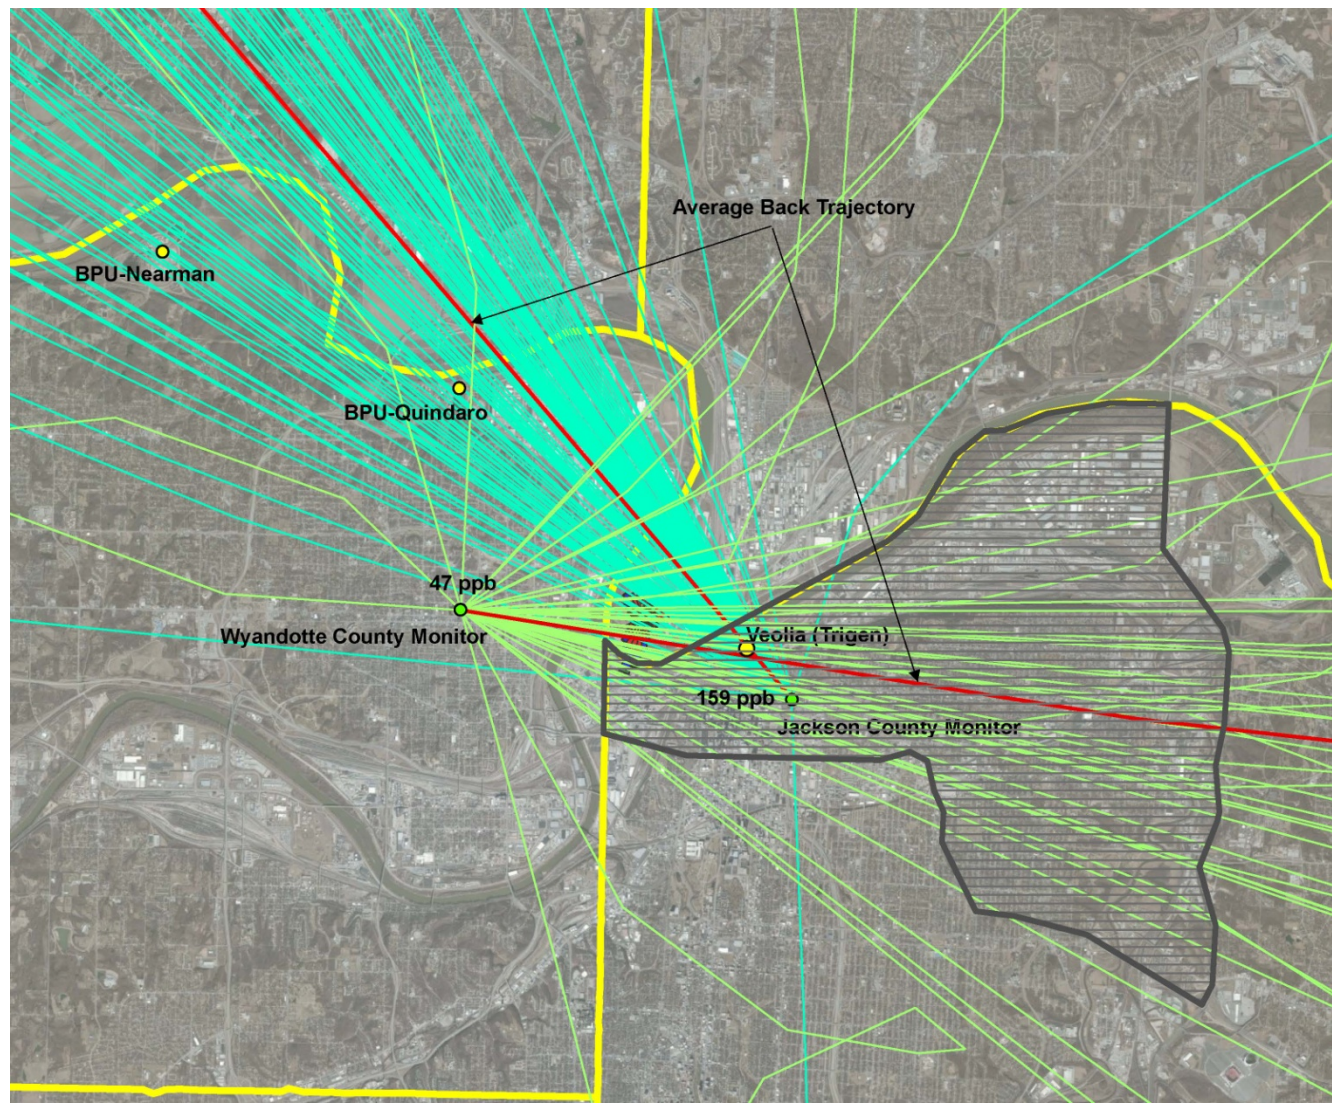 Average Back Trajectory
BPU-Nearman
BPU-Quindaro
47 ppb
Wyandotte County Monitor
Veolia (Trigen)
159 ppb
Jackson County Monitor